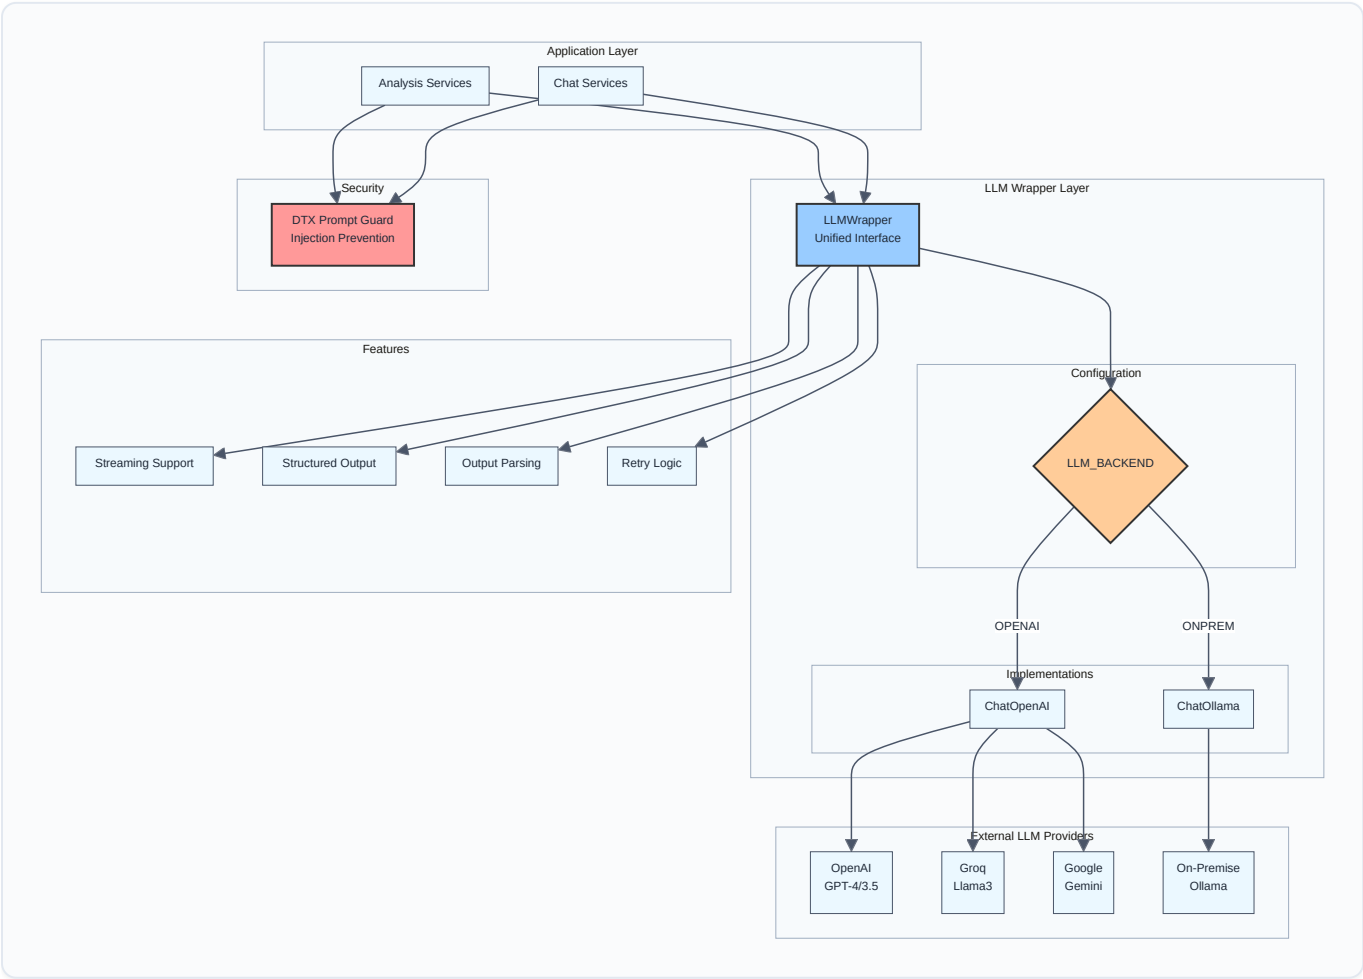 Application Layer
Analysis Services
Chat Services
Security
DTX Prompt Guard
Injection Prevention
LLM Wrapper Layer
LLMWrapper
Unified Interface
Features
Streaming Support
Structured Output
Output Parsing
Retry Logic
Configuration
LLM_BACKEND
OPENAI
ONPREM
Implementations
ChatOpenAI
ChatOllama
External LLM Providers
OpenAI
GPT-4/3.5
Groq
Llama3
Google
Gemini
On-Premise
Ollama